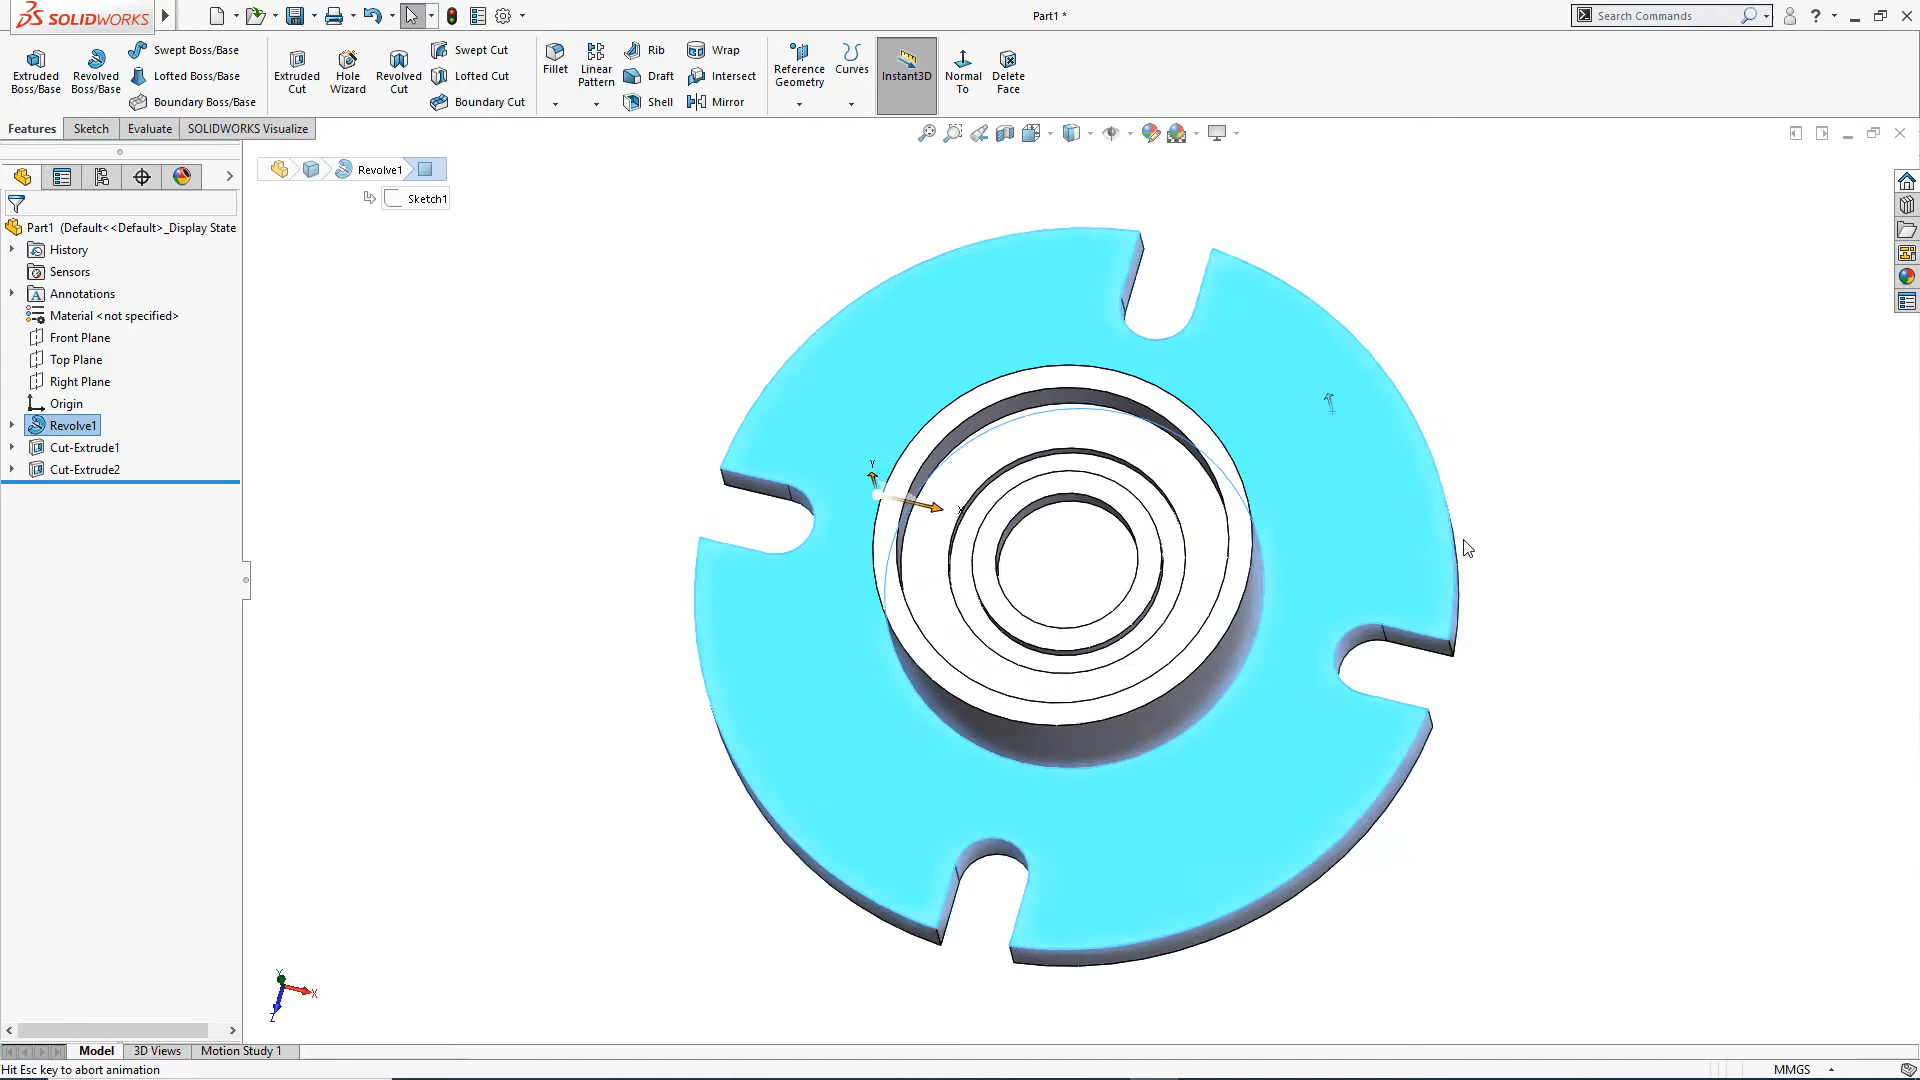 SOLIDWORKS
Part1 *
Search Commands
Extruded Boss/Base
Revolved Boss/Base
Swept Boss/Base
Lofted Boss/Base
Boundary Boss/Base
Extruded Cut
Hole Wizard
Revolved Cut
Swept Cut
Lofted Cut
Boundary Cut
Fillet
Linear Pattern
Rib
Draft
Shell
Wrap
Intersect
Mirror
Reference Geometry
Curves
Instant3D
Normal To
Delete Face
Features
Sketch
Evaluate
SOLIDWORKS Visualize
Revolve1
Sketch1
Part1 (Default<<Default>_Display State
History
Sensors
Annotations
Material <not specified>
Front Plane
Top Plane
Right Plane
Origin
Revolve1
Cut-Extrude1
Cut-Extrude2
Y
X
Y
X
Z
Model
3D Views
Motion Study 1
Hit Esc key to abort animation
MMGS